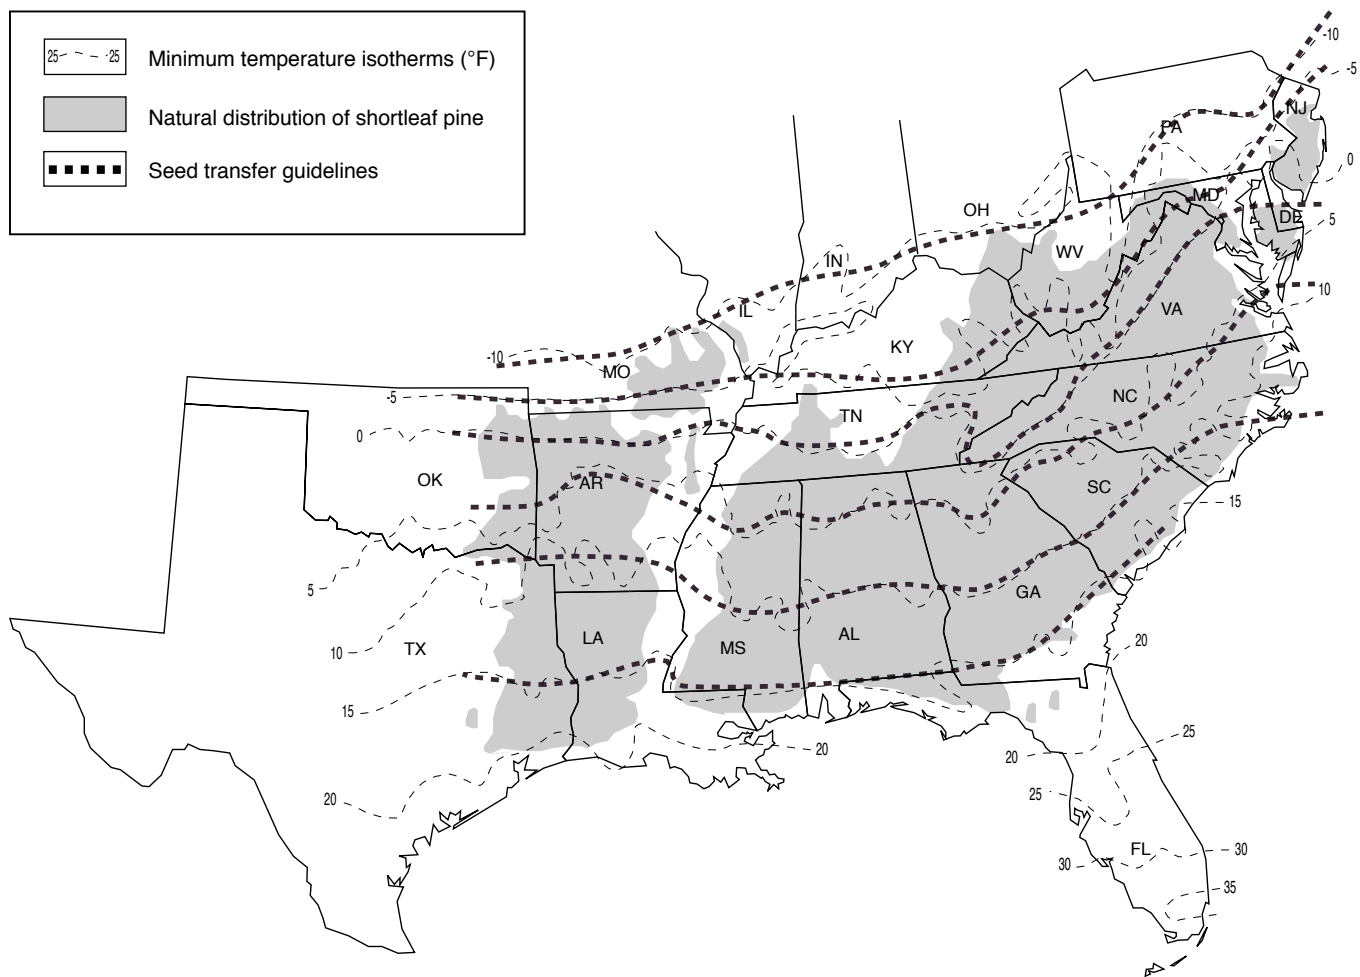 25 25 Minimum temperature isotherms (°F)
Natural distribution of shortleaf pine
Seed transfer guidelines
-10
-5
NJ
PA
0
MD
OH
DE
5
WV
IN
10
IL
VA
KY
-10
MO
-5
NC
TN
0
OK
AR
SC
15
5
GA
LA
AL
10
TX
MS
20
15
25
20
20
25
20
FL
30
30
35